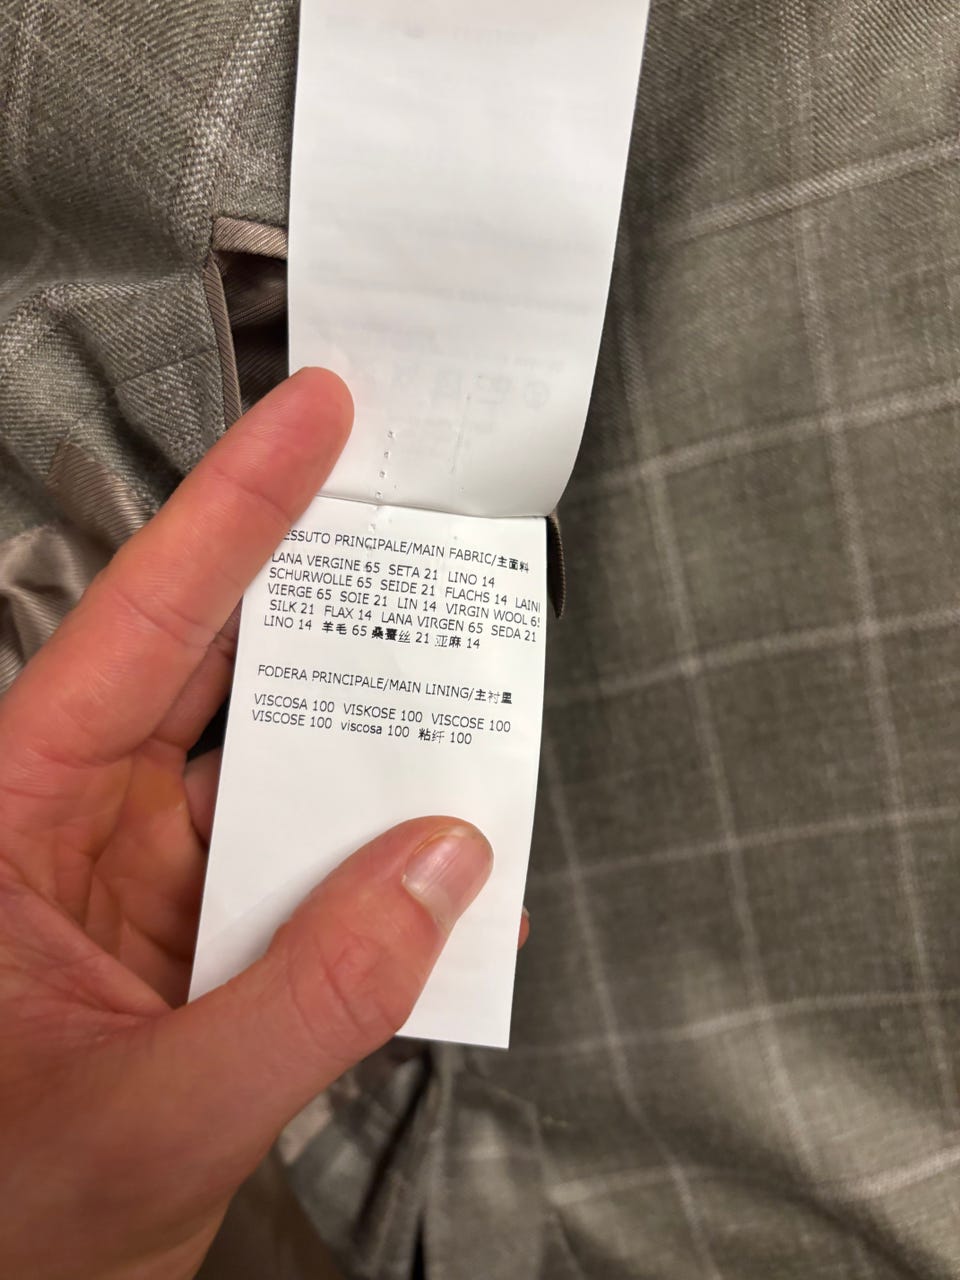 ESSUTO PRINCIPALE/MAIN FABRIC/主面料
LANA VERGINE 65 SETA 21 LINO 14
SCHURWOLLE 65 SEIDE 21 FLACHS 14 LAIN
VIERGE 65 SOIE 21 LIN 14 VIRGIN WOOL 65
SILK 21 FLAX 14 LANA VIRGEN 65 SEDA 21
LINO 14 羊毛 65 桑蚕丝 21 亚麻 14
FODERA PRINCIPALE/MAIN LINING/主衬里
VISCOSA 100 VISKOSE 100 VISCOSE 100
VISCOSE 100 viscosa 100 粘纤 100